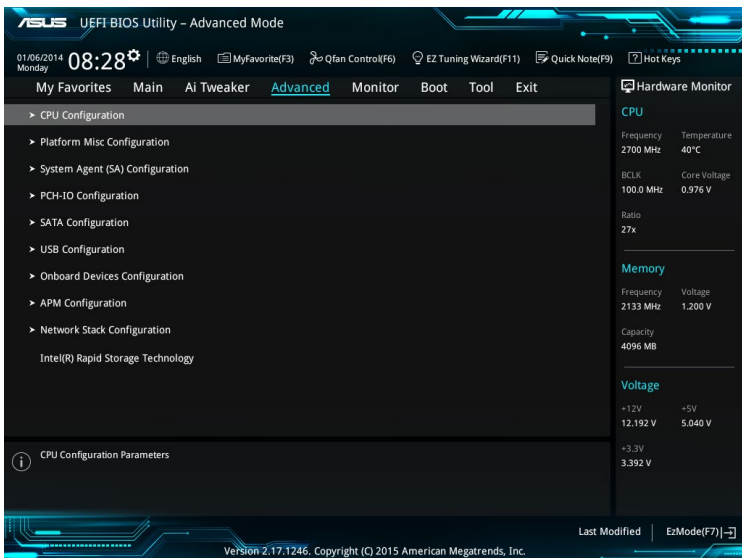 ASUS UEFI BIOS Utility – Advanced Mode
01/06/2014 Monday 08:28 English MyFavorite(F3) Qfan Control(F6) EZ Tuning Wizard(F11) Quick Note(F9) ? Hot Keys
My Favorites Main Ai Tweaker Advanced Monitor Boot Tool Exit
> CPU Configuration
> Platform Misc Configuration
> System Agent (SA) Configuration
> PCH-IO Configuration
> SATA Configuration
> USB Configuration
> Onboard Devices Configuration
> APM Configuration
> Network Stack Configuration
Intel(R) Rapid Storage Technology
i CPU Configuration Parameters
Hardware Monitor
CPU
Frequency Temperature
2700 MHz 40°C
BCLK Core Voltage
100.0 MHz 0.976 V
Ratio
27x
Memory
Frequency Voltage
2133 MHz 1.200 V
Capacity
4096 MB
Voltage
+12V +5V
12.192 V 5.040 V
+3.3V
3.392 V
Last Modified EzMode(F7)
Version 2.17.1246. Copyright (C) 2015 American Megatrends, Inc.